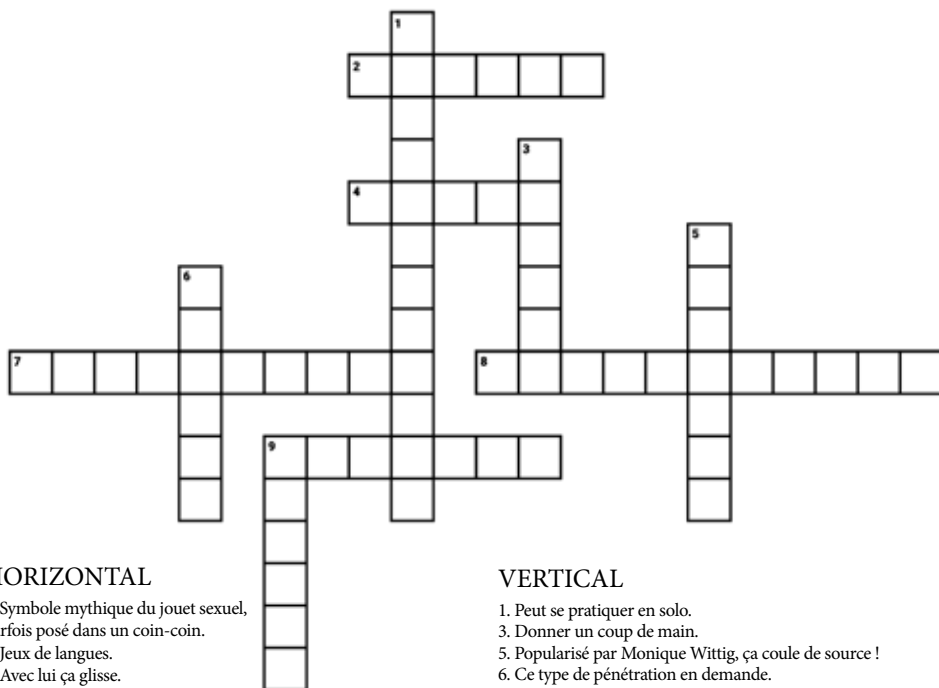 1
2
3
4
5
6
7
8
9
HORIZONTAL
Symbole mythique du jouet sexuel,
rfois posé dans un coin-coin.
Jeux de langues.
Avec lui ça glisse.
VERTICAL
1. Peut se pratiquer en solo.
3. Donner un coup de main.
5. Popularisé par Monique Wittig, ça coule de source !
6. Ce type de pénétration en demande.